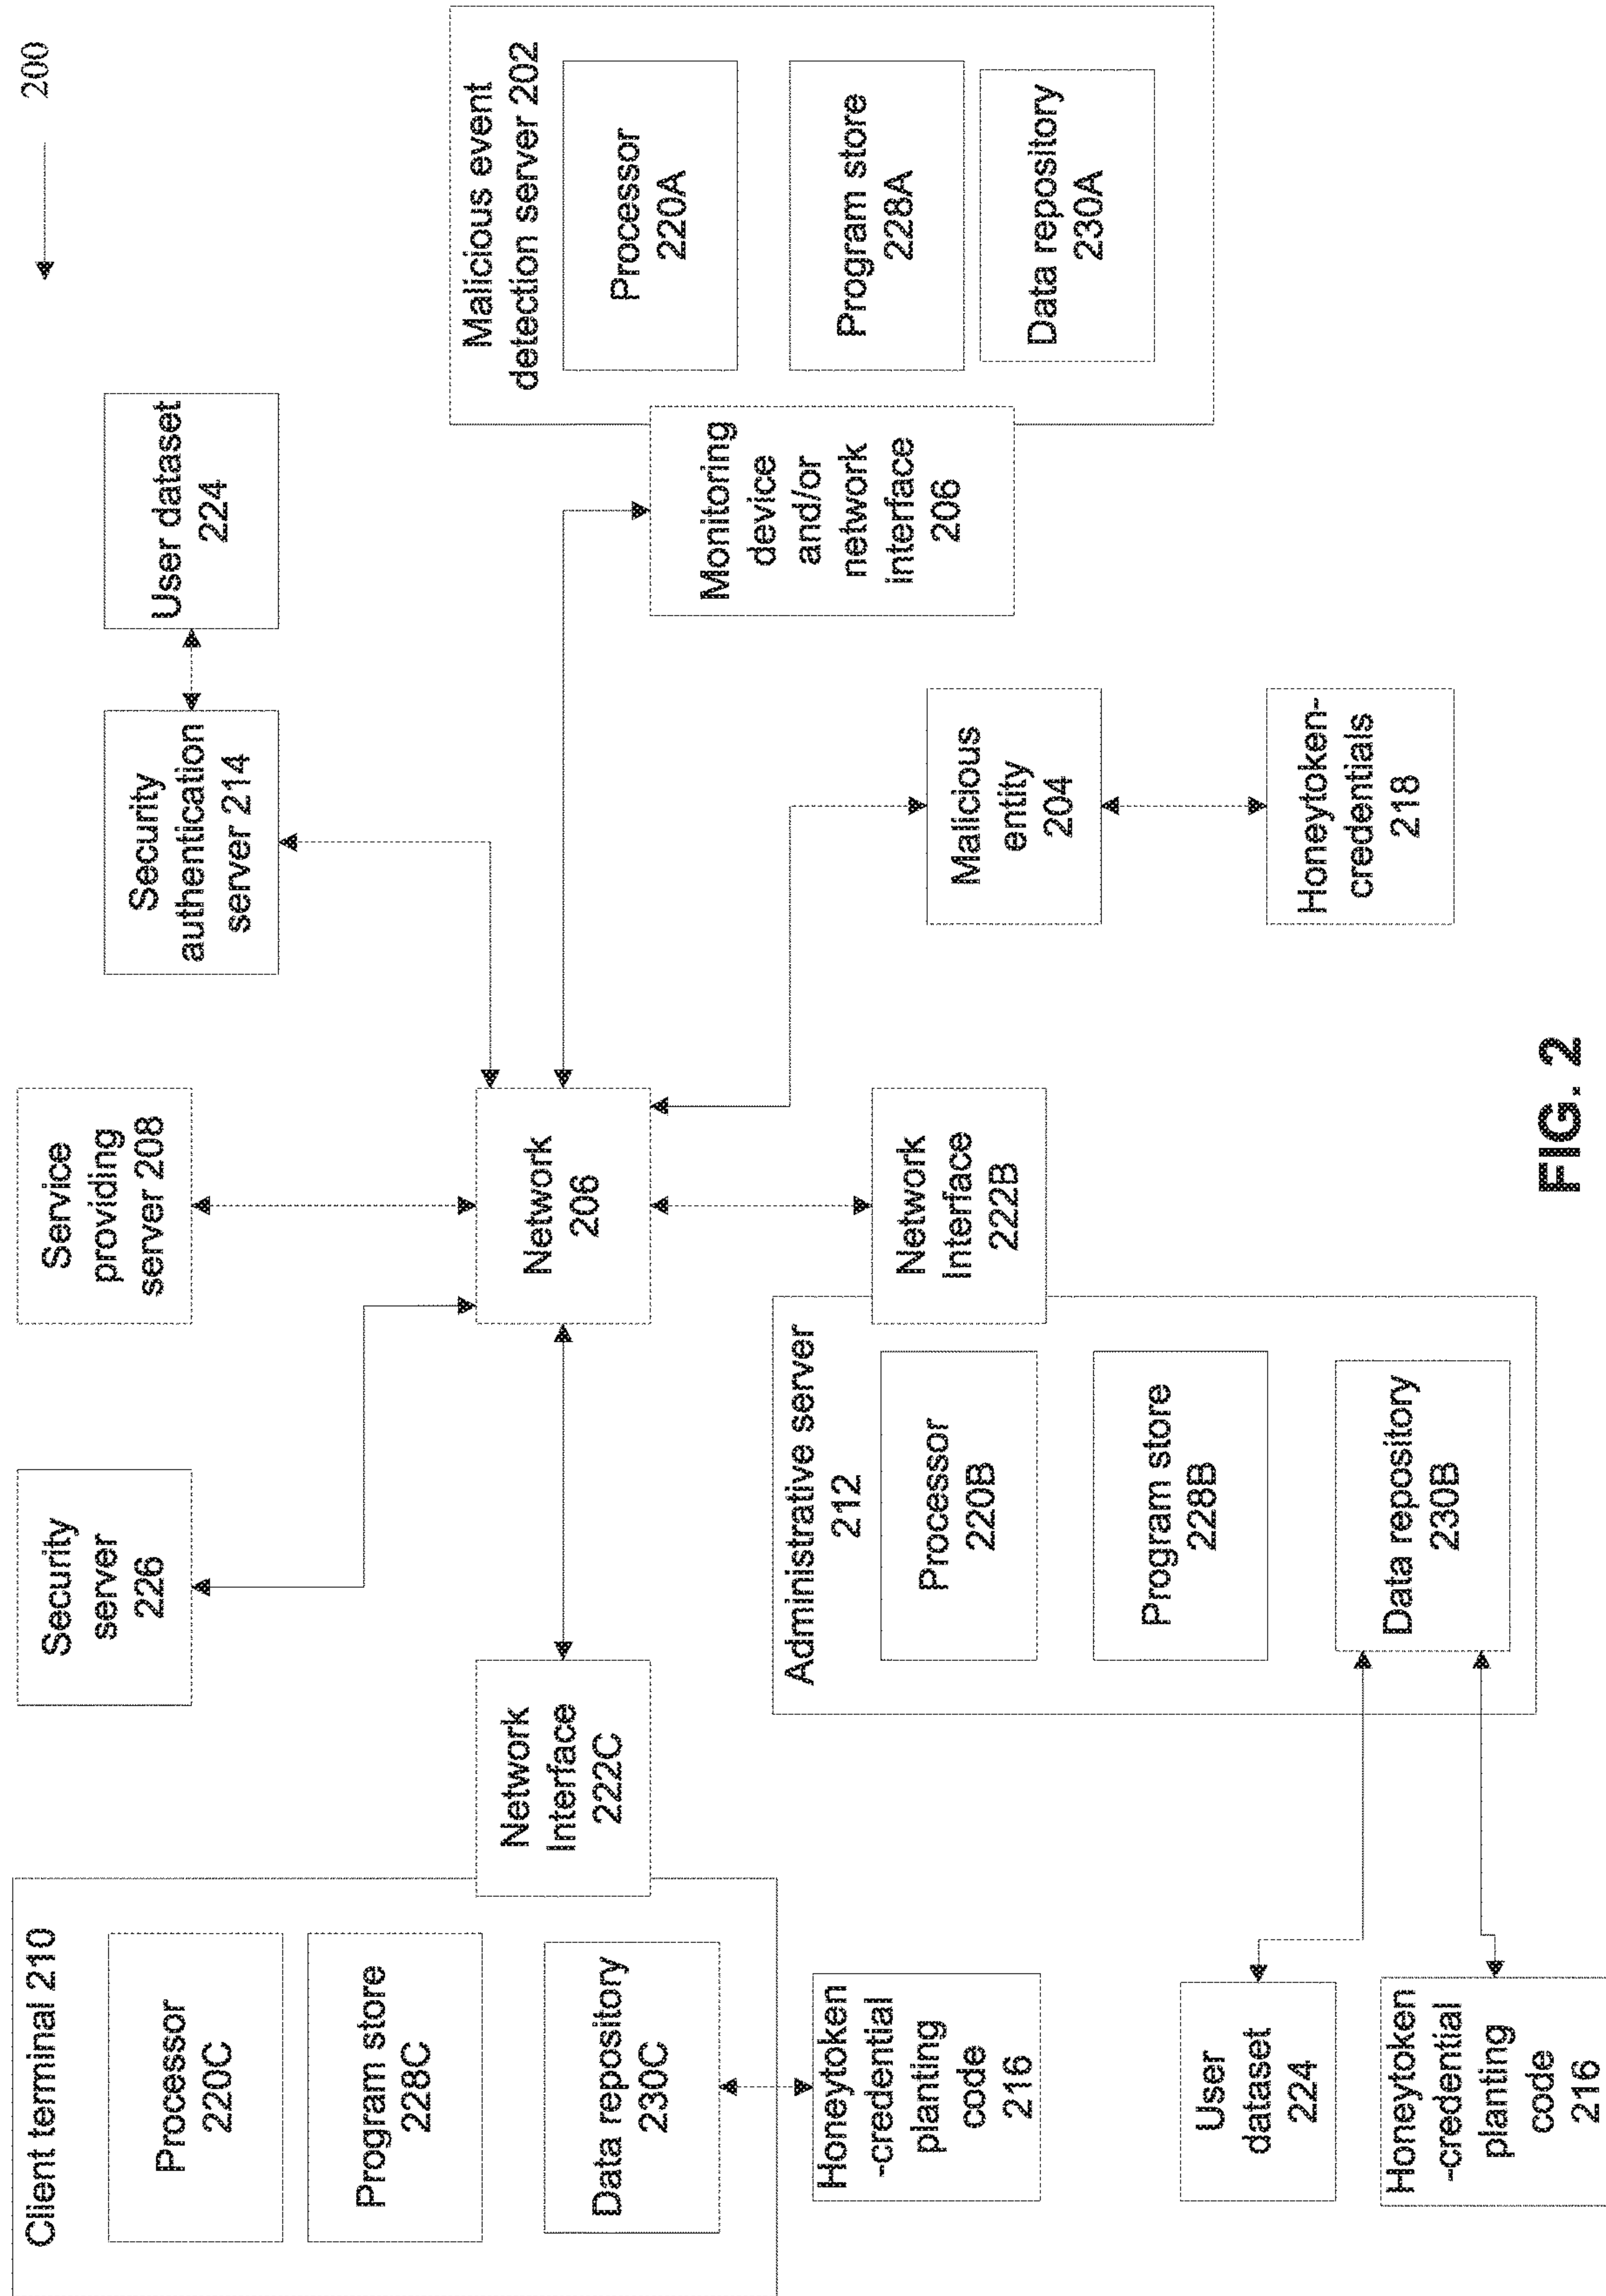 200
Client terminal 210
Processor
220C
Program store
228C
Data repository
230C
Network
Interface
222C
Honeytoken
-credential
planting
code
216
Security
server
226
Service
providing
server 208
Security
authentication
server 214
User dataset
224
Network
206
Malicious event
detection server 202
Processor
220A
Program store
228A
Data repository
230A
Monitoring
device
and/or
network
interface
206
Administrative server
212
Processor
220B
Program store
228B
Data repository
230B
Network
Interface
222B
Malicious
entity
204
Honeytoken-
credentials
218
User
dataset
224
Honeytoken
-credential
planting
code
216
FIG. 2